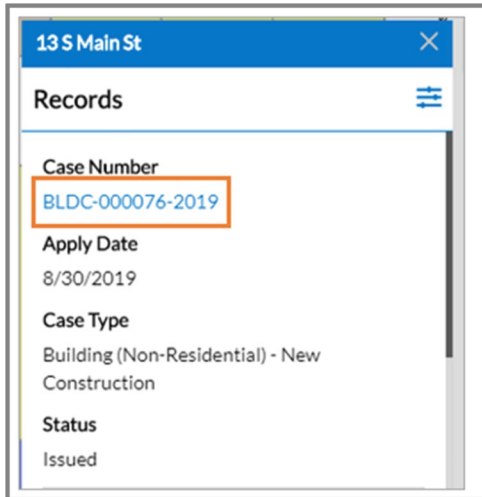 13 S Main St
Records
Case Number
BLDC-000076-2019
Apply Date
8/30/2019
Case Type
Building (Non-Residential) - New
Construction
Status
Issued